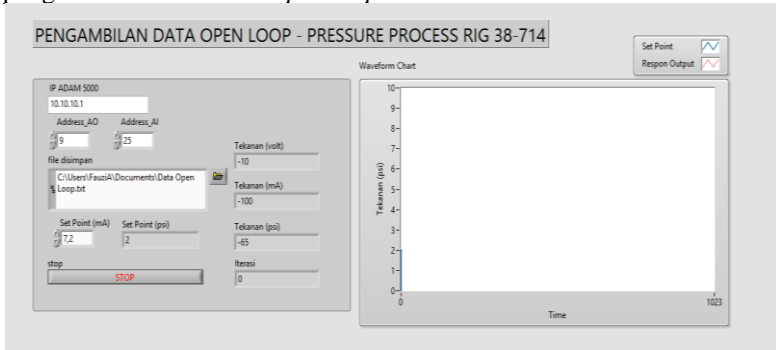 PENGAMBILAN DATA OPEN LOOP - PRESSURE PROCESS RIG 38-714
Set Point
Respon Output
Waveform Chart
IP ADAM 5000
10.10.10.1
Address_AO Address_AI
9 25
file disimpan
C:\Users\FauziA\Documents\Data Open
Loop.txt
Set Point (mA) Set Point (psi)
7,2 2
stop
STOP
Tekanan (volt)
-10
Tekanan (mA)
-100
Tekanan (psi)
-65
Iterasi
0
Tekanan (psi)
10
9
8
7
6
5
4
3
2
1
0
0 1023
Time